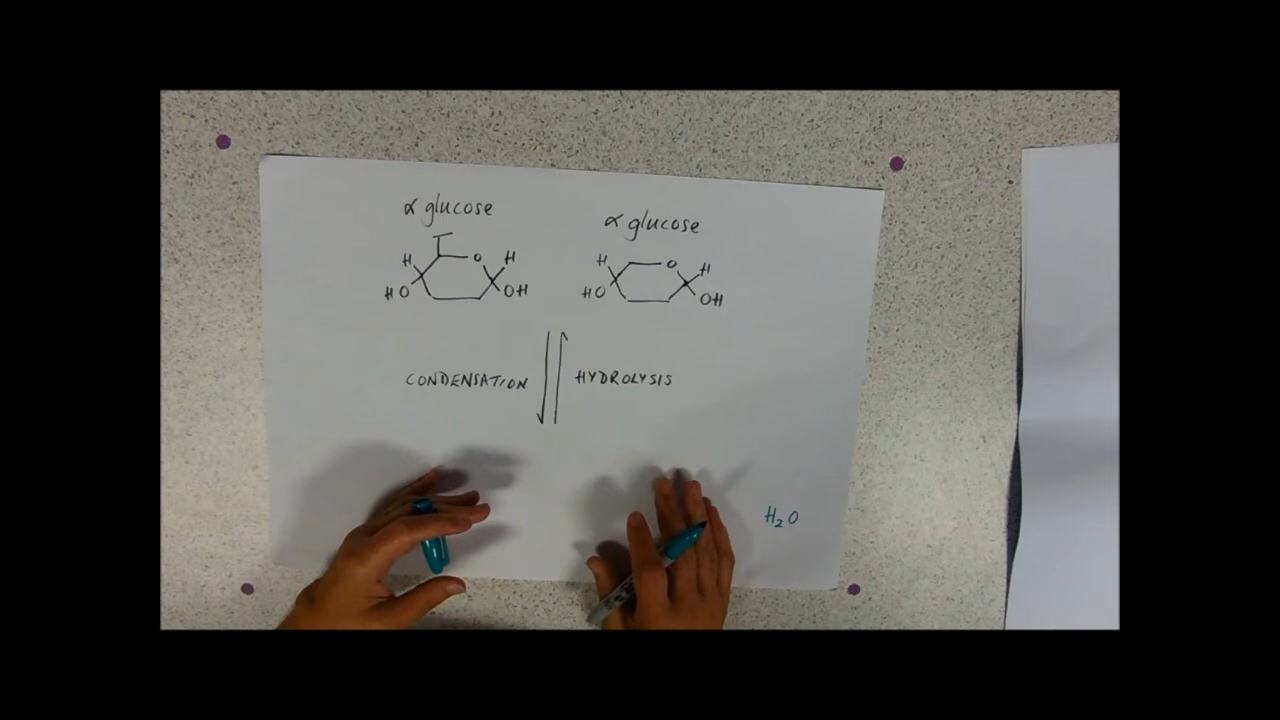 α glucose
α glucose
H O H
HO OH
H O H
HO OH
CONDENSATION
HYDROLYSIS
H₂O